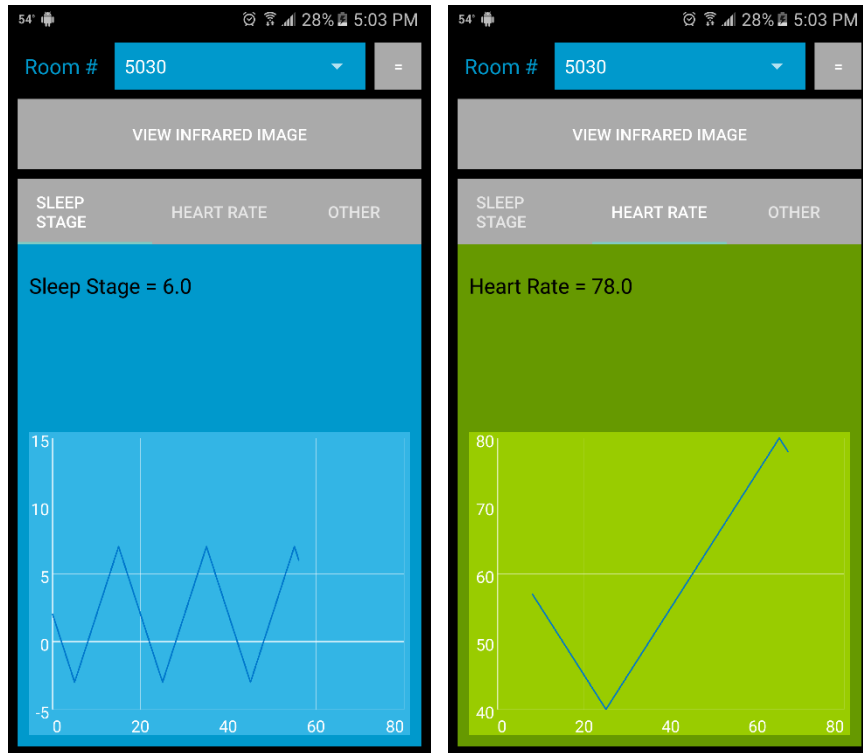 54° 28% 5:03 PM
Room # 5030 =
VIEW INFRARED IMAGE
SLEEP STAGE HEART RATE OTHER
Sleep Stage = 6.0
15
10
5
0
-5
0 20 40 60 80
54° 28% 5:03 PM
Room # 5030 =
VIEW INFRARED IMAGE
SLEEP STAGE HEART RATE OTHER
Heart Rate = 78.0
80
70
60
50
40
0 20 40 60 80